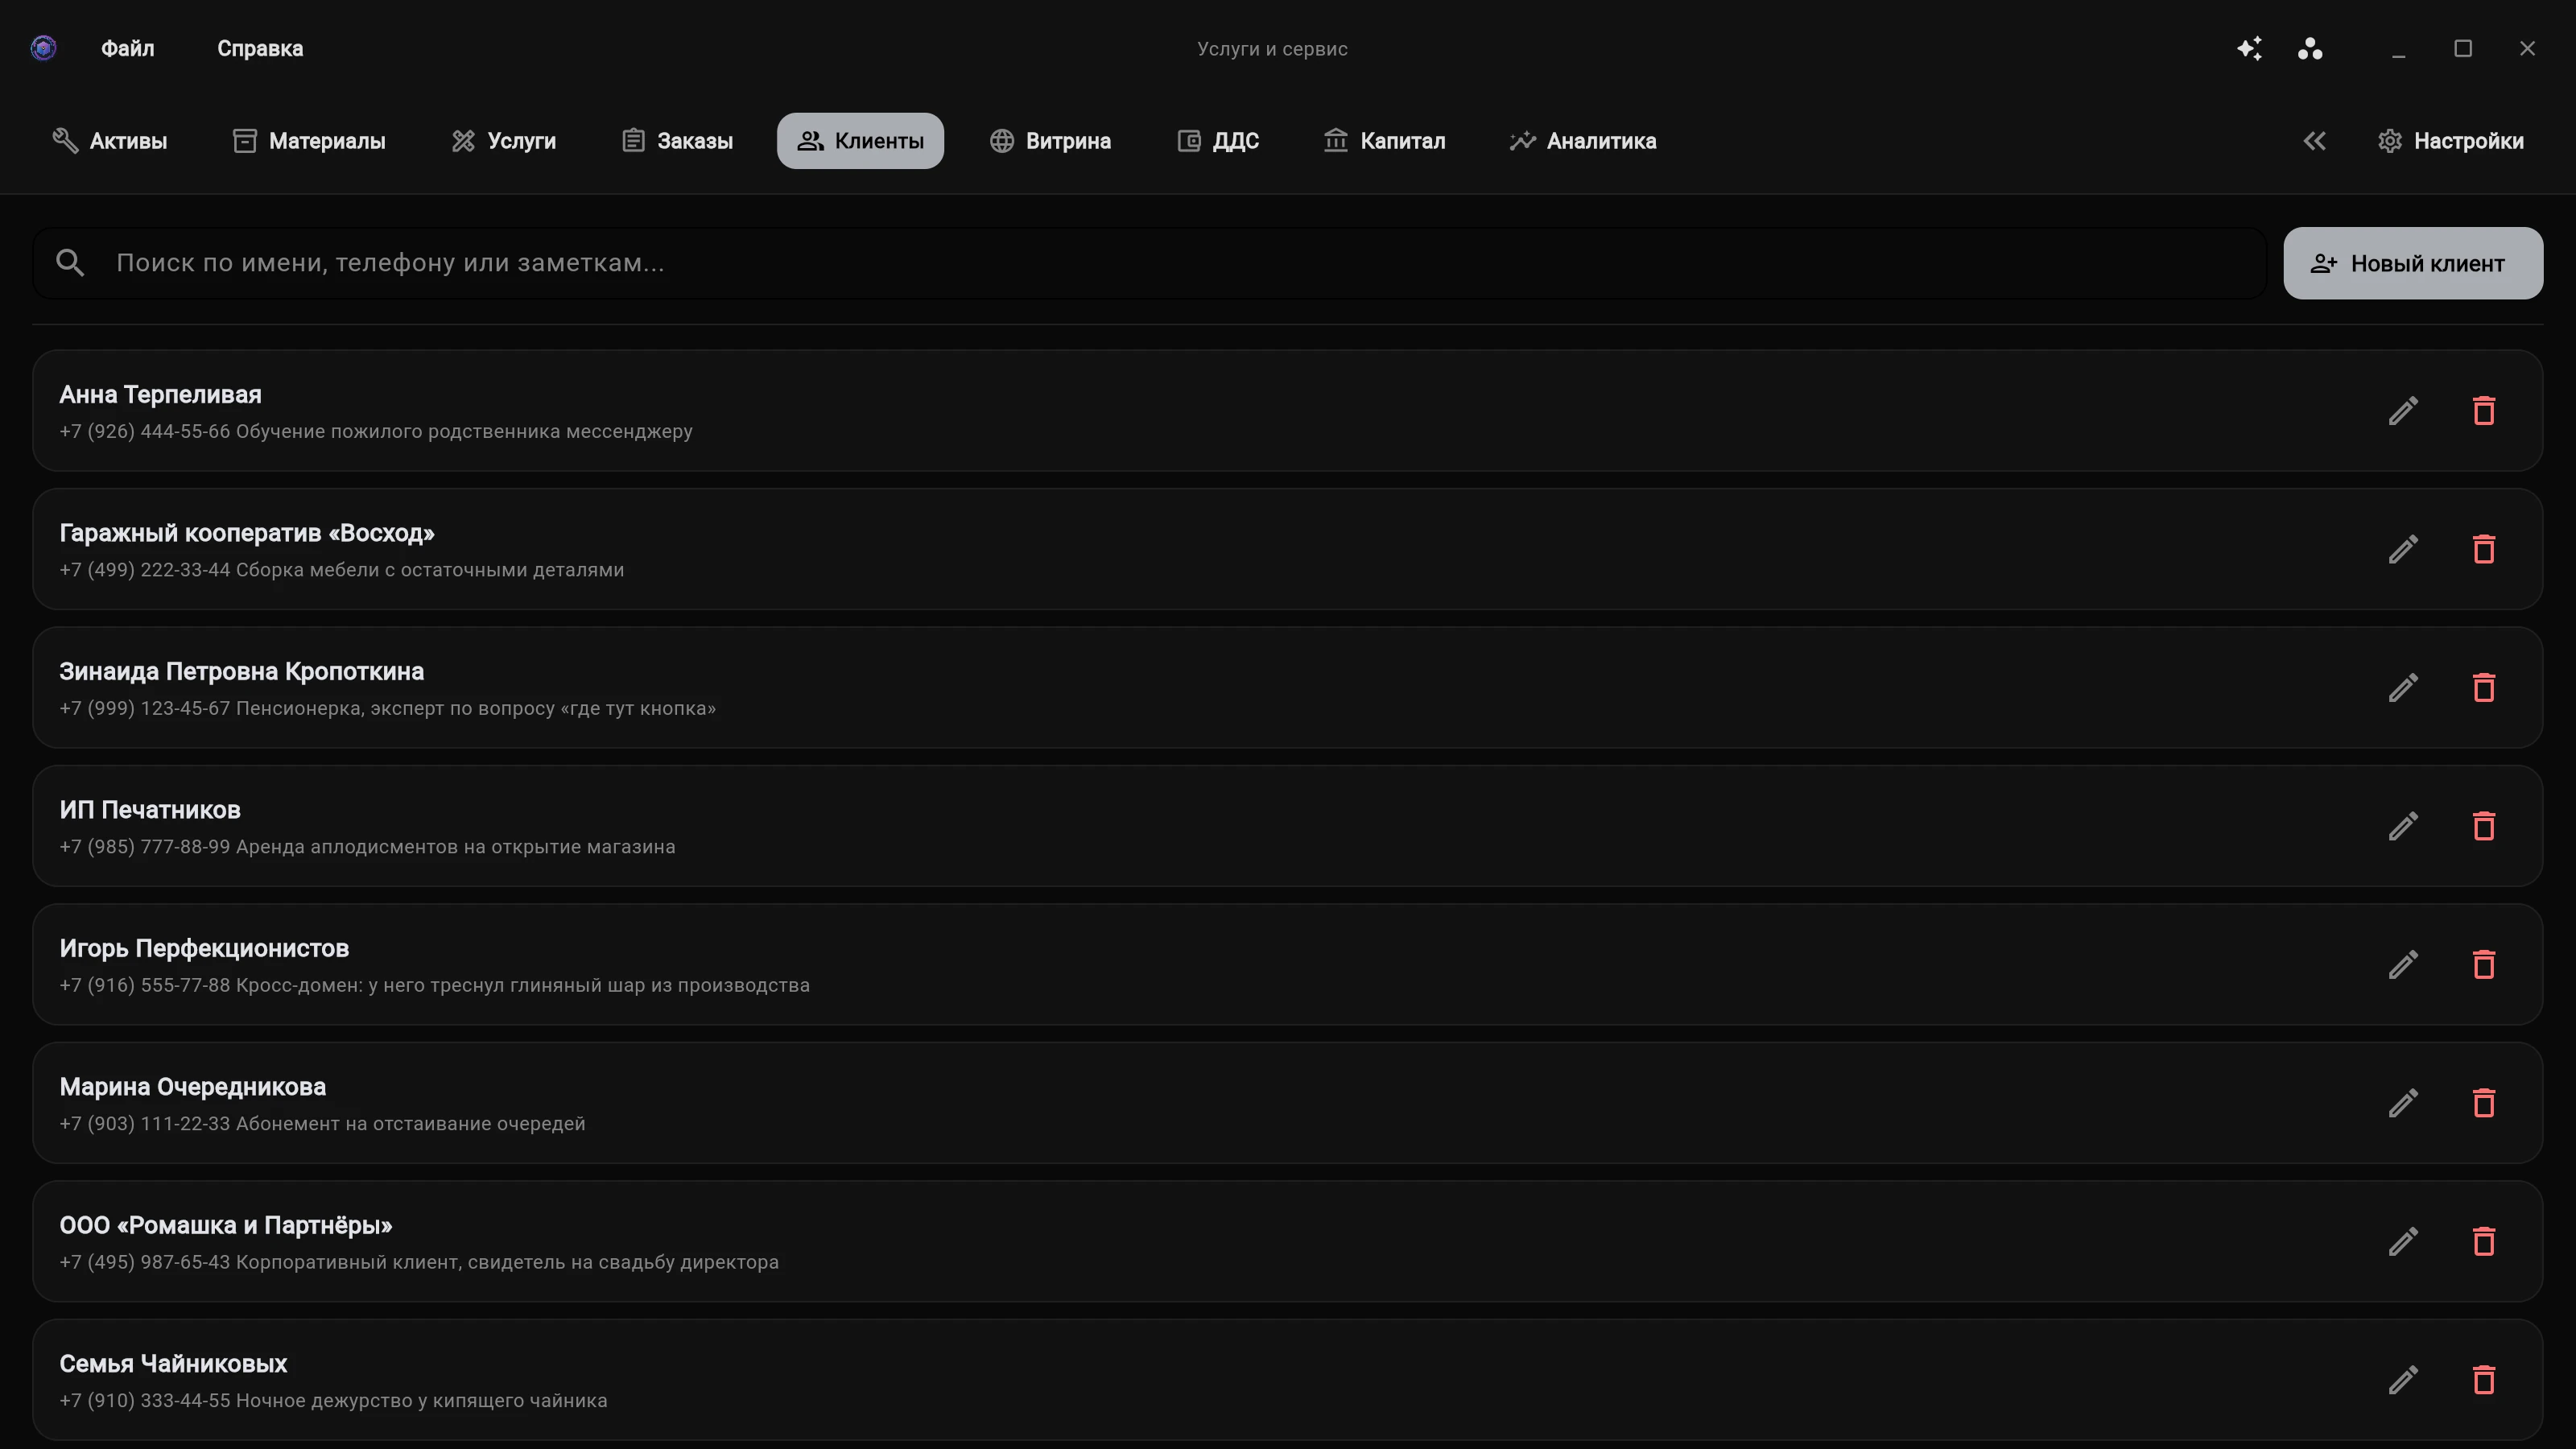 Файл Справка Услуги и сервис
Активы Материалы Услуги Заказы Клиенты Витрина ДДС Капитал Аналитика Настройки
Поиск по имени, телефону или заметкам... Новый клиент
Анна Терпеливая
+7 (926) 444-55-66 Обучение пожилого родственника мессенджеру
Гаражный кооператив «Восход»
+7 (499) 222-33-44 Сборка мебели с остаточными деталями
Зинаида Петровна Кропоткина
+7 (999) 123-45-67 Пенсионерка, эксперт по вопросу «где тут кнопка»
ИП Печатников
+7 (985) 777-88-99 Аренда аплодисментов на открытие магазина
Игорь Перфекционистов
+7 (916) 555-77-88 Кросс-домен: у него треснул глиняный шар из производства
Марина Очередникова
+7 (903) 111-22-33 Абонемент на отстаивание очередей
ООО «Ромашка и Партнёры»
+7 (495) 987-65-43 Корпоративный клиент, свидетель на свадьбу директора
Семья Чайниковых
+7 (910) 333-44-55 Ночное дежурство у кипящего чайника